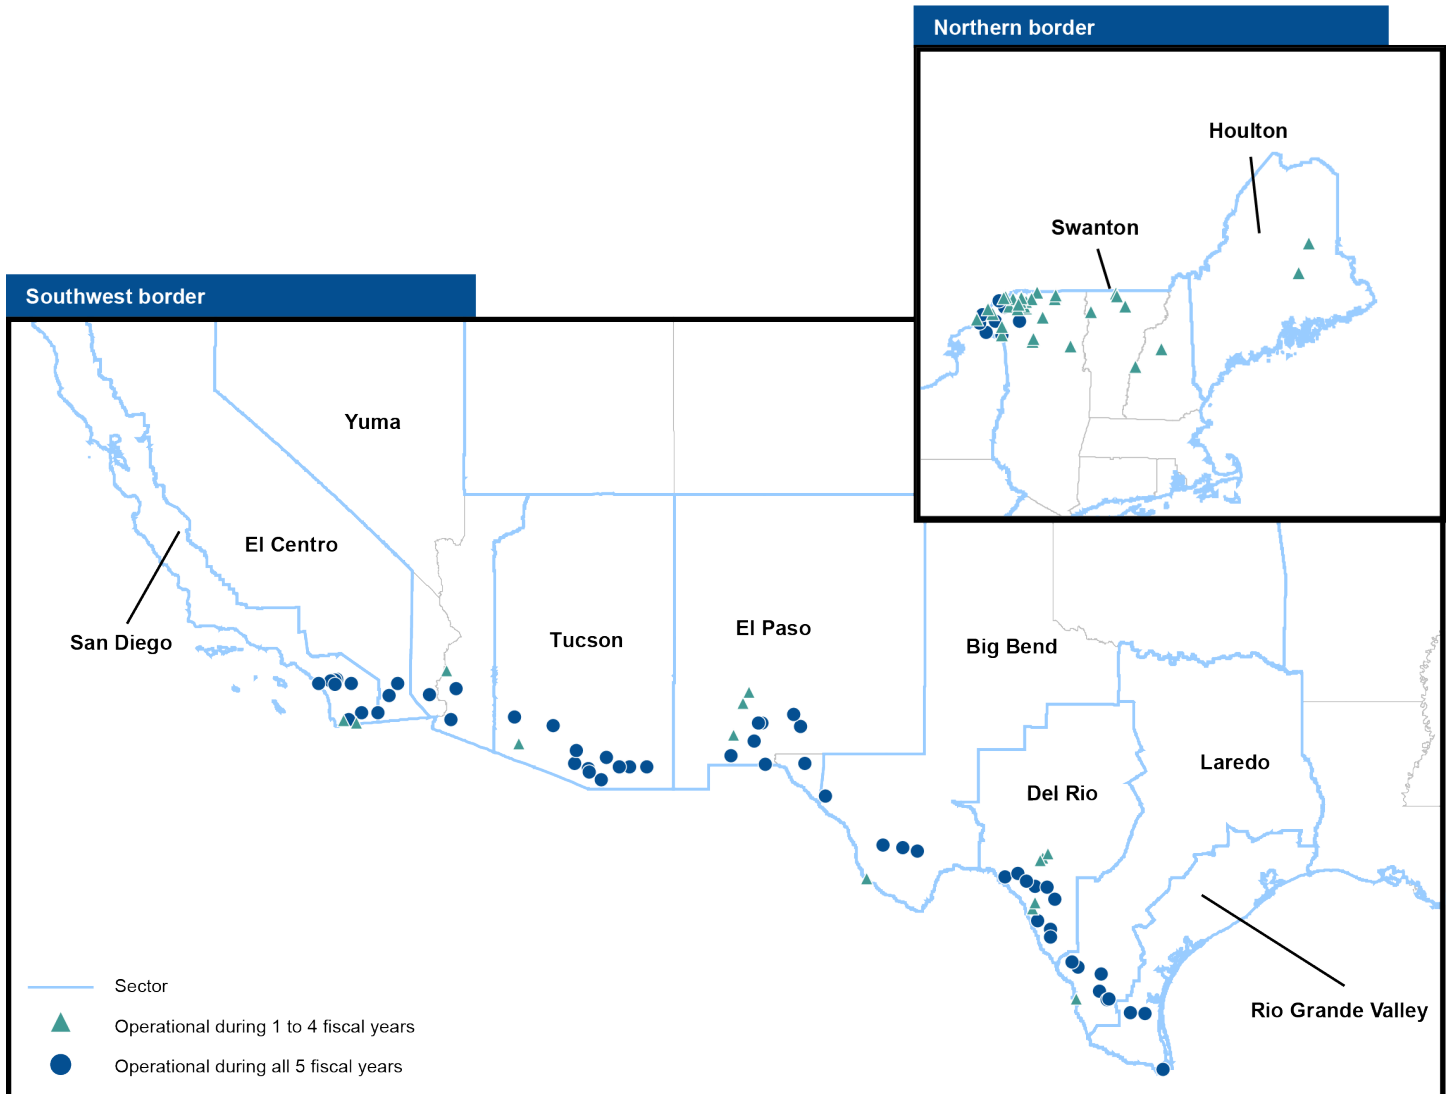 Northern border
Houlton
Swanton
Southwest border
Yuma
El Centro
San Diego
Tucson
El Paso
Big Bend
Del Rio
Laredo
Rio Grande Valley
Sector
Operational during 1 to 4 fiscal years
Operational during all 5 fiscal years